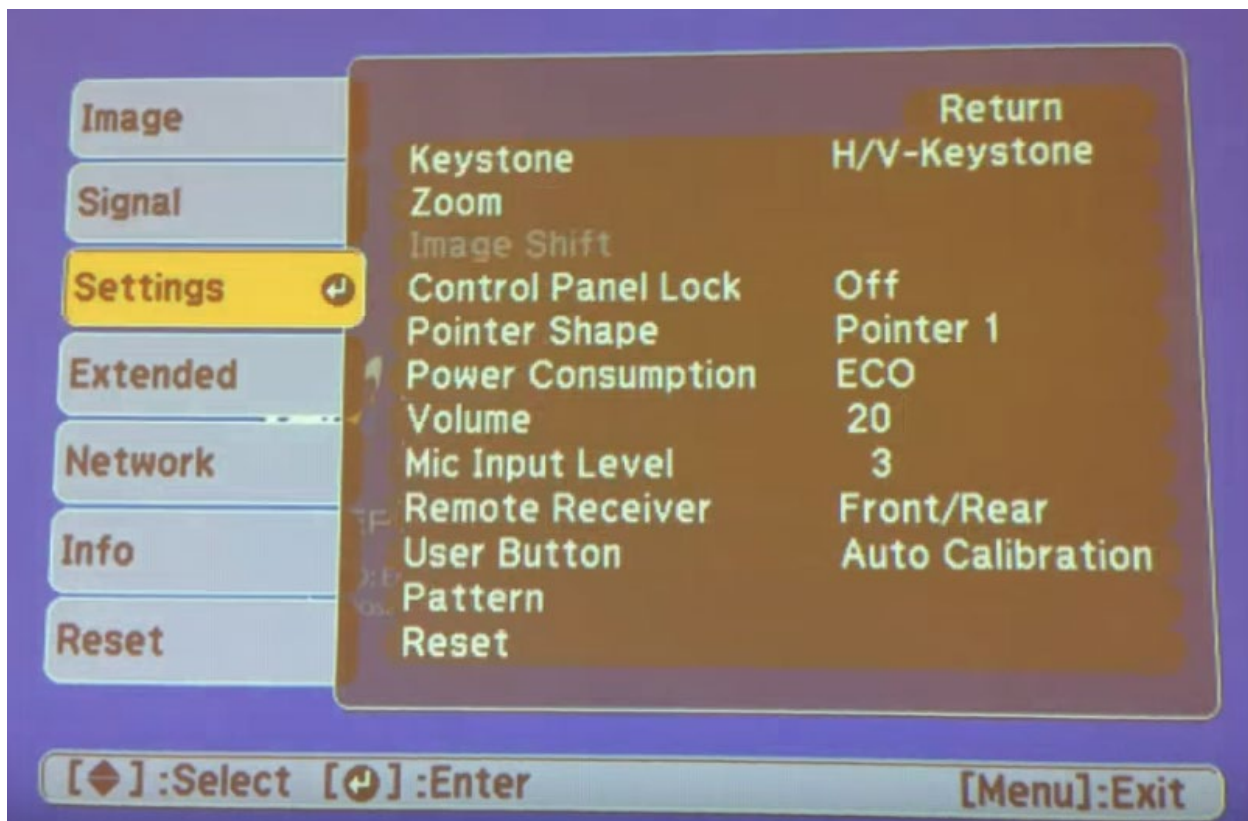 Image
Signal
Settings
Extended
Network
Info
Reset
Return
Keystone H/V-Keystone
Zoom
Image Shift
Control Panel Lock Off
Pointer Shape Pointer 1
Power Consumption ECO
Volume 20
Mic Input Level 3
Remote Receiver Front/Rear
User Button Auto Calibration
Pattern
Reset
[ ] :Select [ ] :Enter [Menu]:Exit